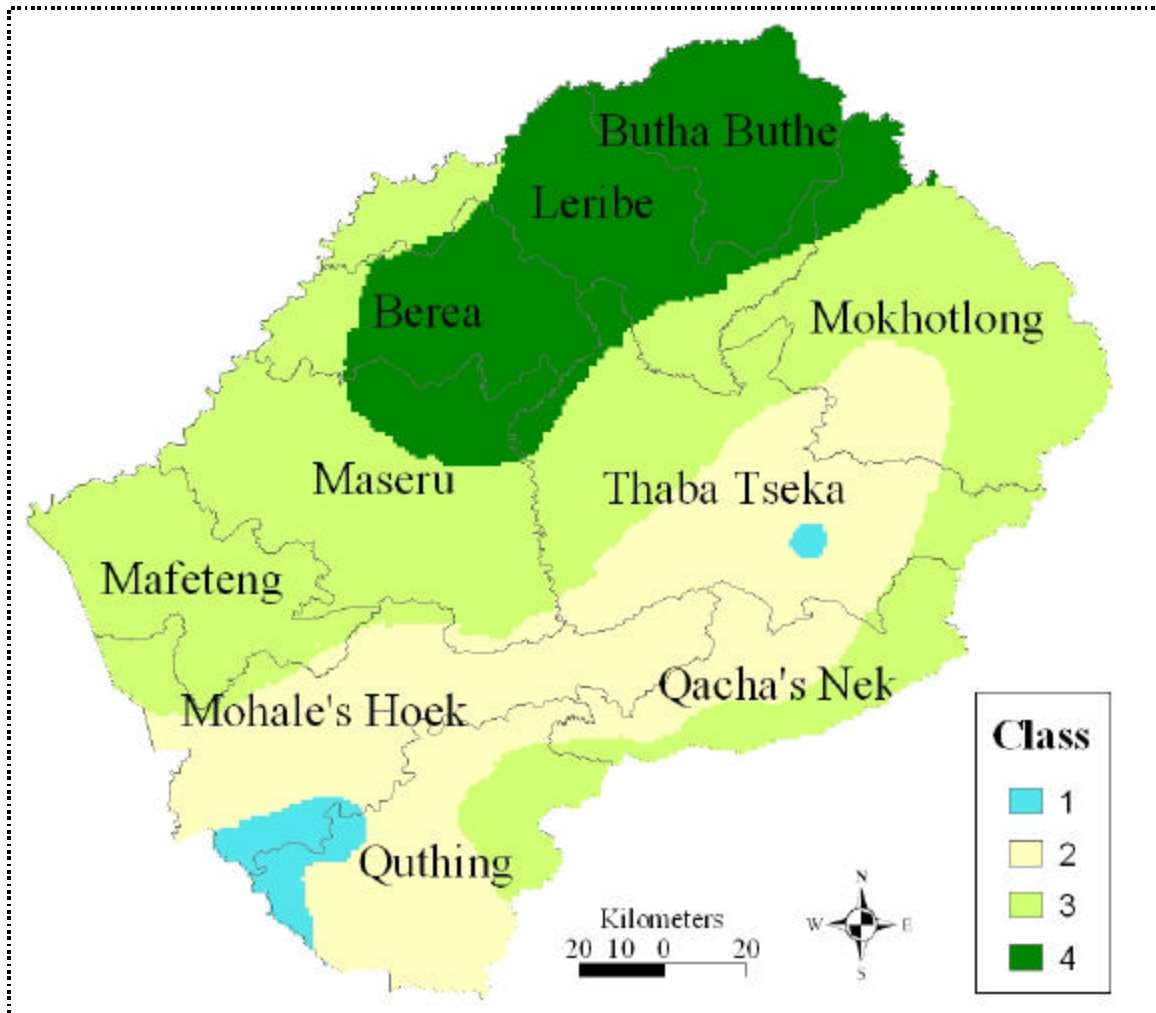 Butha Buthe
Leribe
Berea
Mokhotlong
Maseru
Thaba Tseka
Mafeteng
Qacha's Nek
Mohale's Hoek
Quthing
Class
1
2
3
4
Kilometers
20 10 0 20
N
W E
S